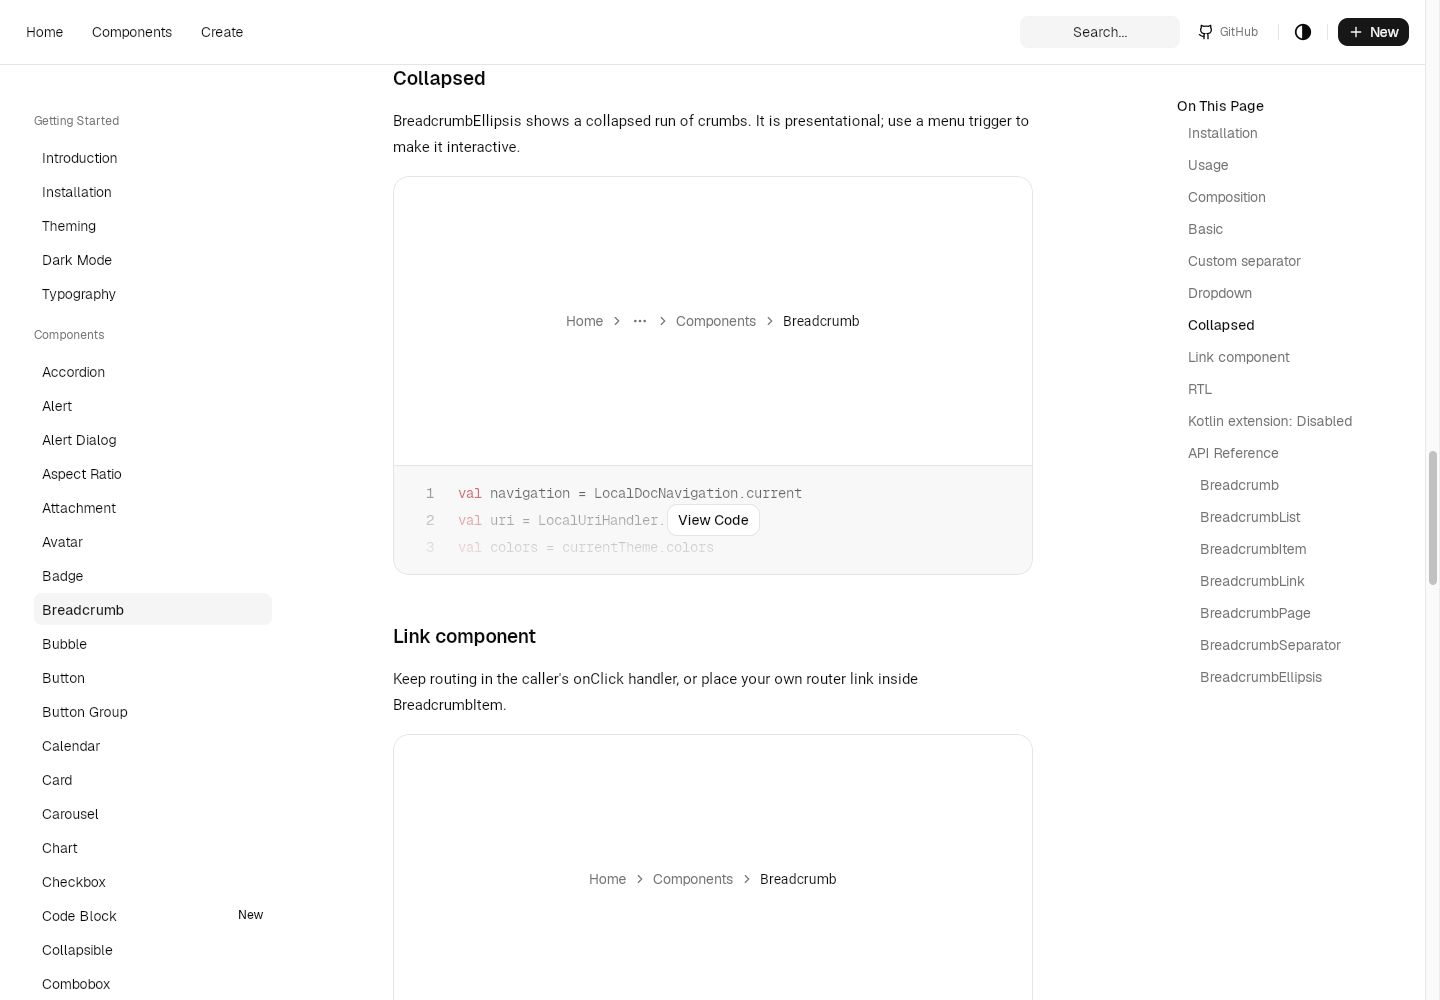 Home
Components
Create
Search...
GitHub
New
Getting Started
Introduction
Installation
Theming
Dark Mode
Typography
Components
Accordion
Alert
Alert Dialog
Aspect Ratio
Attachment
Avatar
Badge
Breadcrumb
Bubble
Button
Button Group
Calendar
Card
Carousel
Chart
Checkbox
Code Block New
Collapsible
Combobox
Collapsed
BreadcrumbEllipsis shows a collapsed run of crumbs. It is presentational; use a menu trigger to
make it interactive.
Home > ··· > Components > Breadcrumb
1 val navigation = LocalDocNavigation.current
2 val uri = LocalUriHandler.
View Code
3 val colors = currentTheme.colors
Link component
Keep routing in the caller's onClick handler, or place your own router link inside
BreadcrumbItem.
Home > Components > Breadcrumb
On This Page
Installation
Usage
Composition
Basic
Custom separator
Dropdown
Collapsed
Link component
RTL
Kotlin extension: Disabled
API Reference
Breadcrumb
BreadcrumbList
BreadcrumbItem
BreadcrumbLink
BreadcrumbPage
BreadcrumbSeparator
BreadcrumbEllipsis